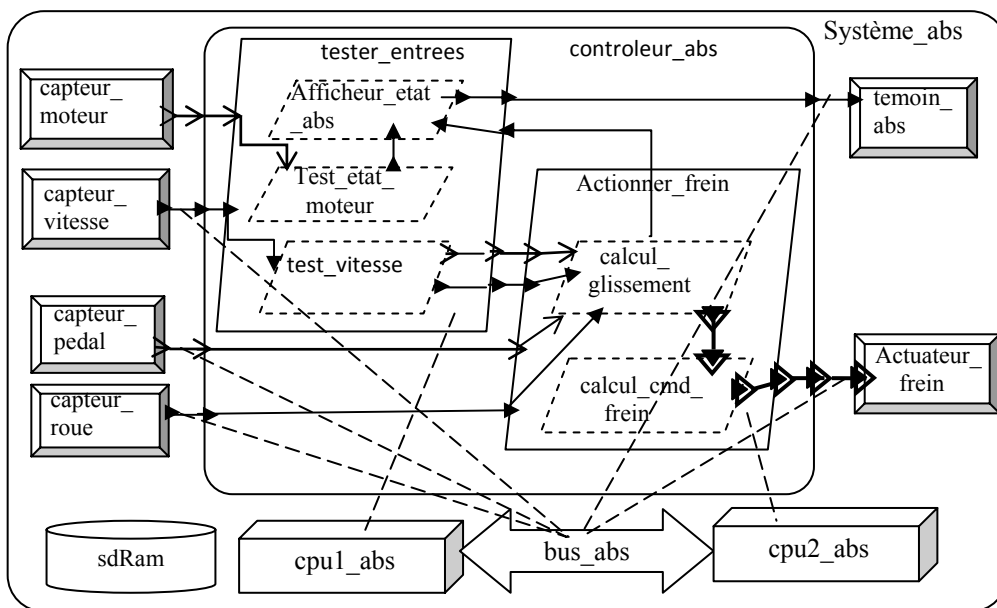 Système_abs
tester_entrees
controleur_abs
capteur_
moteur
Afficheur_etat
_abs
temoin_
abs
Test_etat_
moteur
Actionner_frein
capteur_
vitesse
test_vitesse
calcul_
glissement
capteur_
pedal
calcul_cmd_
frein
Actuateur_
frein
capteur_
roue
sdRam
cpu1_abs
bus_abs
cpu2_abs